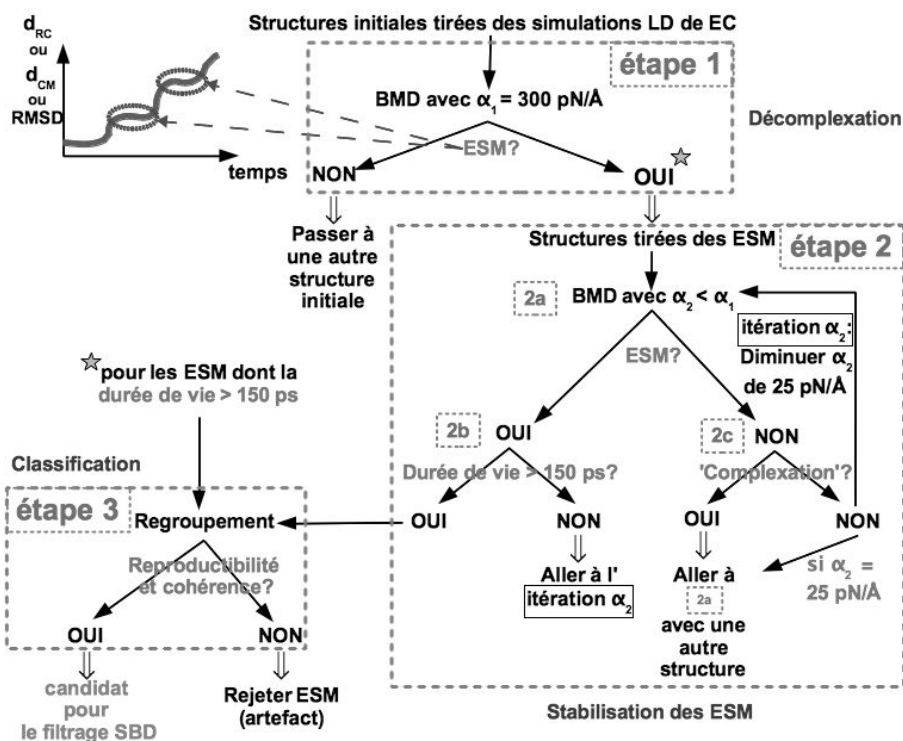 Structures initiales tirées des simulations LD de EC
d_RC
ou
d_CM
ou
RMSD
temps
étape 1
BMD avec α₁ = 300 pN/Å
Décomplexation
ESM?
NON
OUI
Passer à
une autre
structure
initiale
Structures tirées des ESM
étape 2
2a
BMD avec α₂ < α₁
itération α₂:
Diminuer α₂
de 25 pN/Å
ESM?
pour les ESM dont la
durée de vie > 150 ps
2b
OUI
2c
NON
Durée de vie > 150 ps?
'Complexation'?
OUI
NON
OUI
NON
Aller à l'
itération α₂
Aller à
2a
avec une
autre
structure
si α₂ =
25 pN/Å
Stabilisation des ESM
Classification
étape 3
Regroupement
Reproductibilité
et cohérence?
OUI
NON
candidat
pour
le filtrage SBD
Rejeter ESM
(artefact)